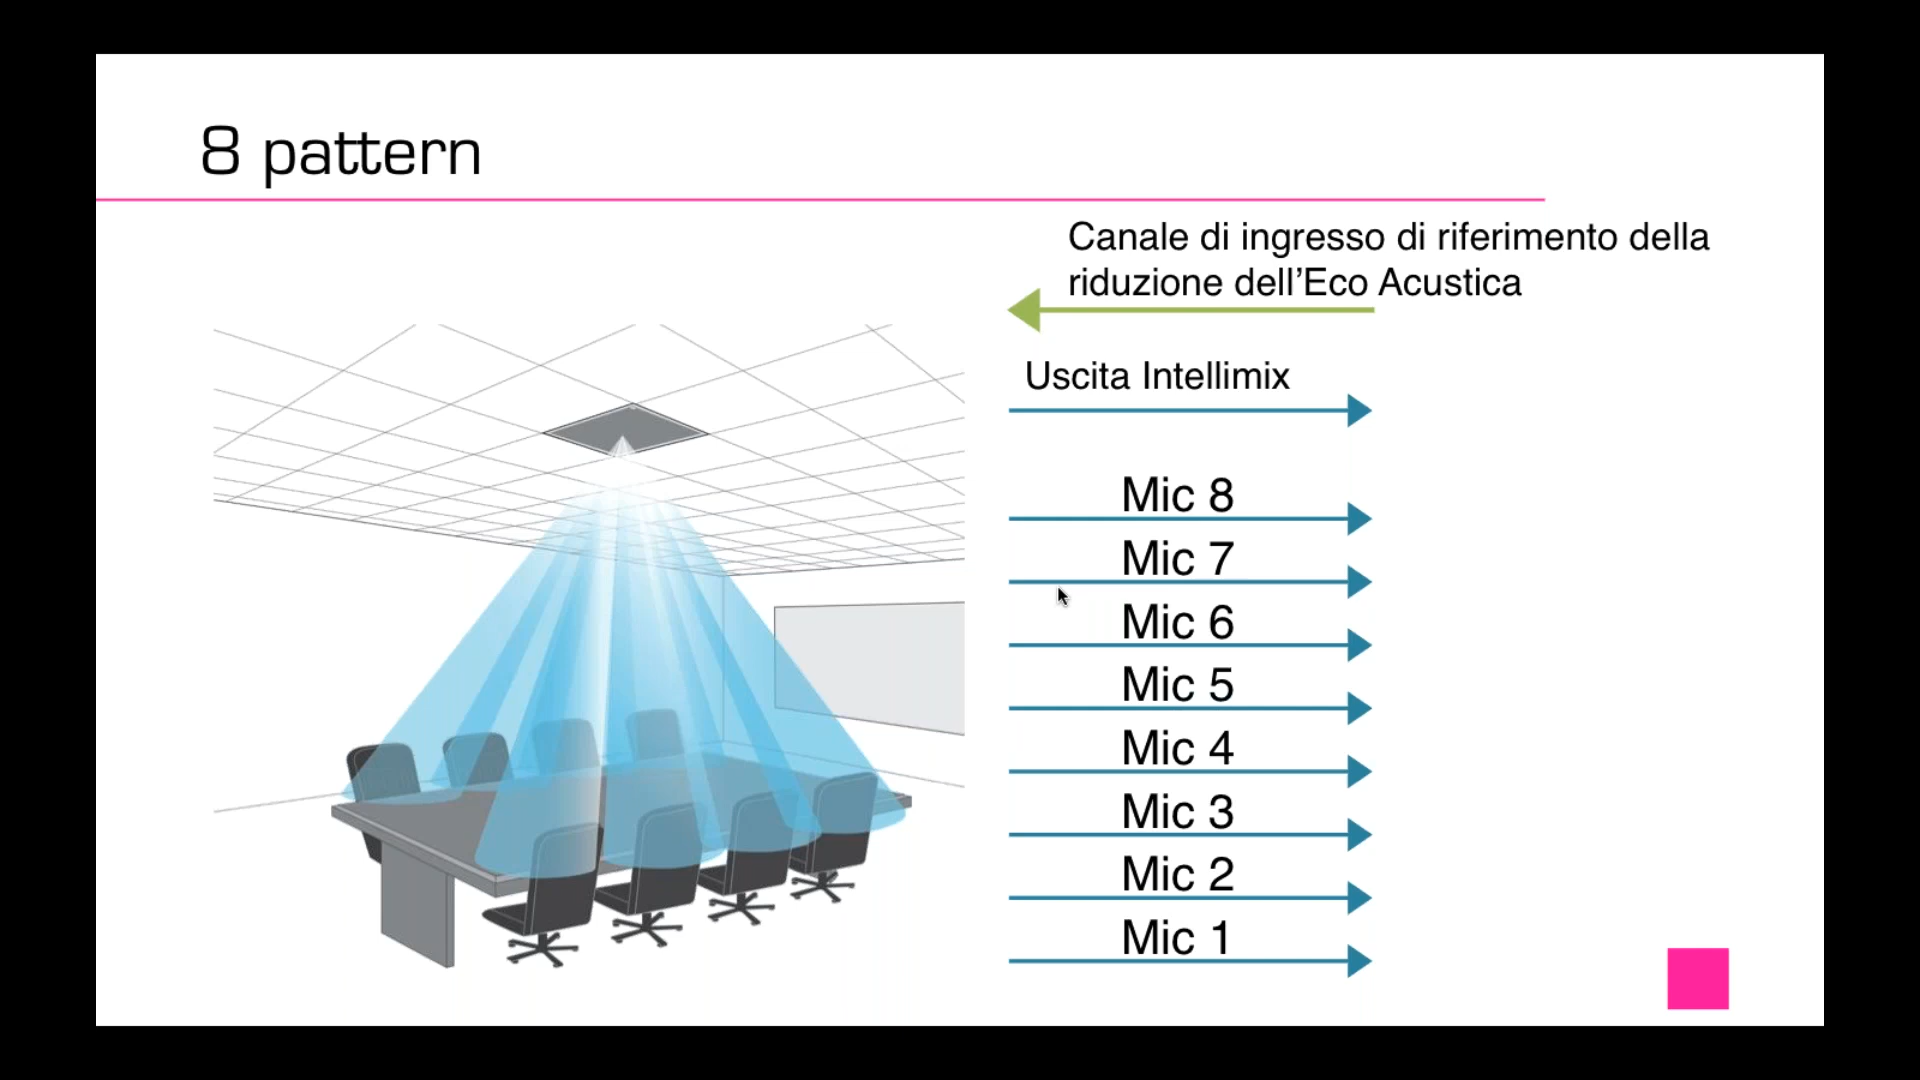 8 pattern
Canale di ingresso di riferimento della
riduzione dell’Eco Acustica
Uscita Intellimix
Mic 8
Mic 7
Mic 6
Mic 5
Mic 4
Mic 3
Mic 2
Mic 1